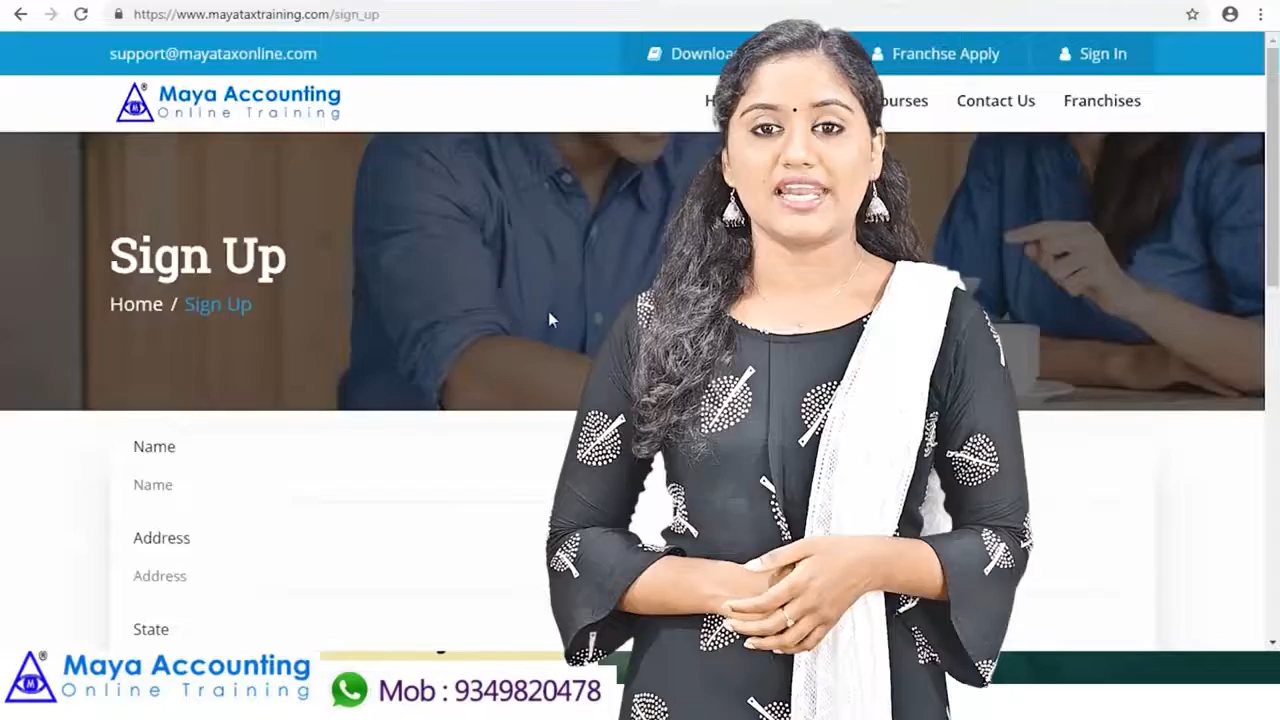 https://www.mayataxtraining.com/sign_up
support@mayataxonline.com
Franchse Apply
Sign In
Maya Accounting
Online Training
Contact Us
Franchises
Sign Up
Home / Sign Up
Name
Name
Address
Address
State
Maya Accounting
Online Training
Mob : 9349820478